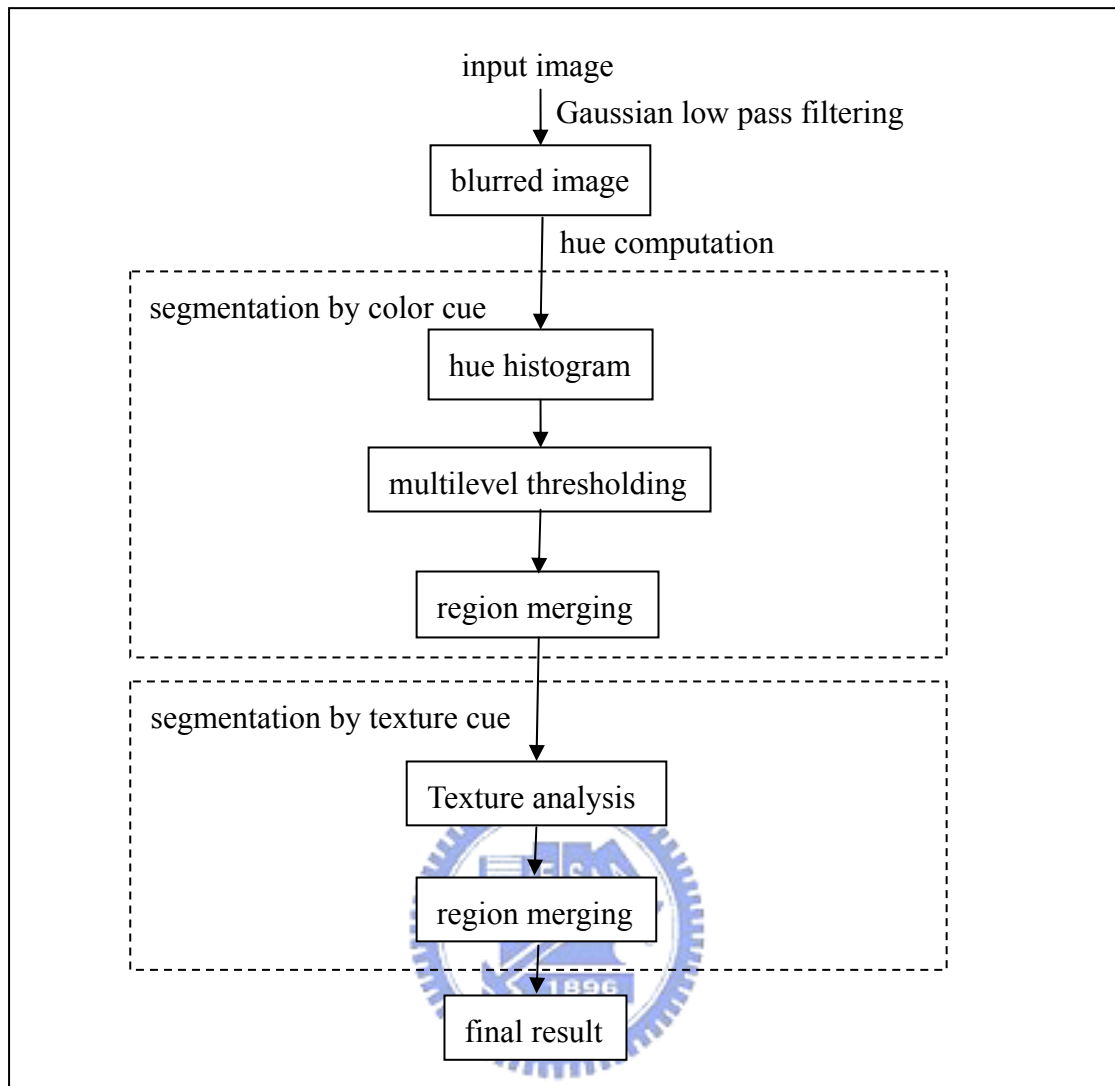 input image
Gaussian low pass filtering
blurred image
hue computation
segmentation by color cue
hue histogram
multilevel thresholding
region merging
segmentation by texture cue
Texture analysis
region merging
1896
final result